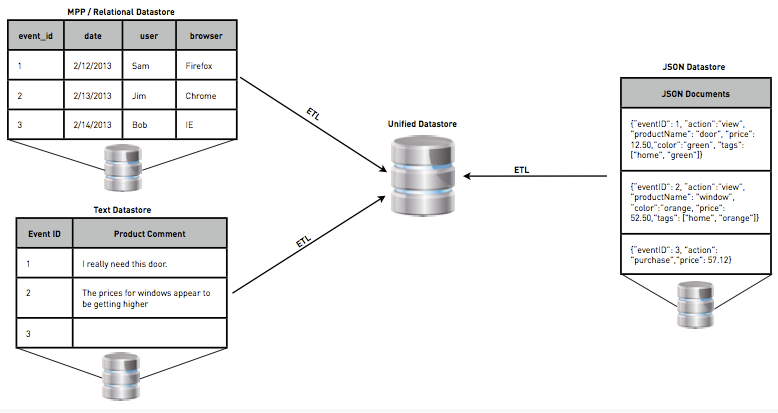 MPP / Relational Datastore
event_id date user browser
1 2/12/2013 Sam Firefox
2 2/13/2013 Jim Chrome
3 2/14/2013 Bob IE
ETL
Text Datastore
Event ID Product Comment
1 I really need this door.
2 The prices for windows appear to
be getting higher
3
ETL
Unified Datastore
ETL
JSON Datastore
JSON Documents
{"eventID": 1, "action":"view",
"productName": "door", "price":
12.50,"color":"green", "tags":
["home", "green"]}
{"eventID": 2, "action":"view",
"productName": "window",
"color":"orange, "price":
52.50,"tags": ["home", "orange"]}
{"eventID": 3, "action":
"purchase","price": 57.12}